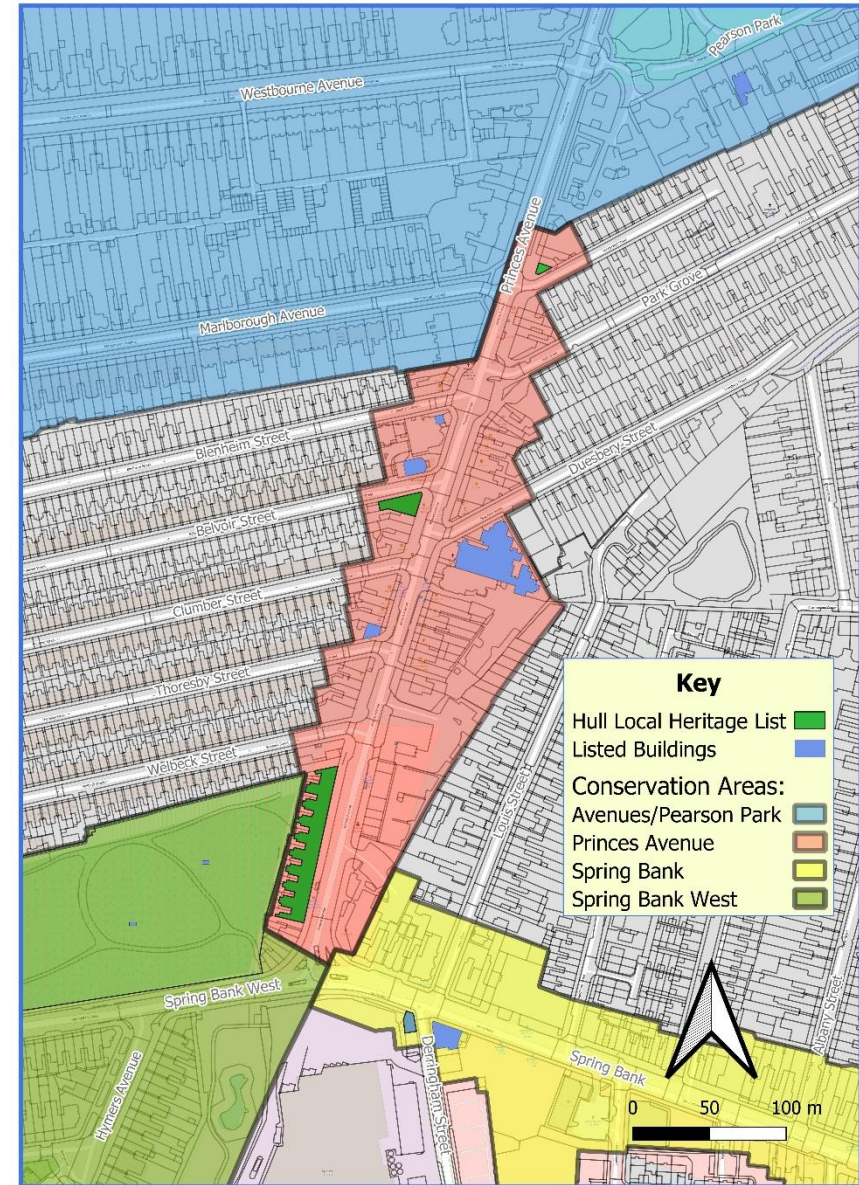 Pearson Park
Westbourne Avenue
Princes Avenue
Park Grove
Marlborough Avenue
Blenheim Street
Duesbery Street
Belvoir Street
Clumber Street
Thoresby Street
Welbeck Street
Louis Street
Key
Hull Local Heritage List
Listed Buildings
Conservation Areas:
Avenues/Pearson Park
Princes Avenue
Spring Bank
Spring Bank West
Spring Bank West
Hymers Avenue
Derringham Street
Spring Bank
Albany Street
0 50 100 m